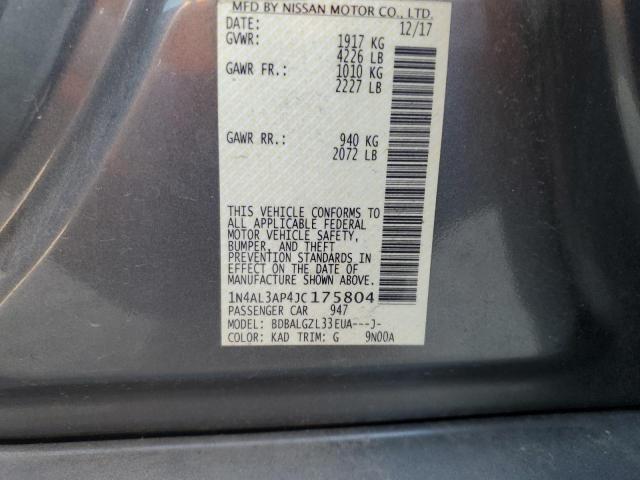 MFD BY NISSAN MOTOR CO., LTD.
DATE: 12/17
GVWR: 1917 KG
4226 LB
GAWR FR.: 1010 KG
2227 LB
GAWR RR.: 940 KG
2072 LB
THIS VEHICLE CONFORMS TO
ALL APPLICABLE FEDERAL
MOTOR VEHICLE SAFETY,
BUMPER, AND THEFT
PREVENTION STANDARDS IN
EFFECT ON THE DATE OF
MANUFACTURE SHOWN ABOVE.
1N4AL3AP4JC175804
PASSENGER CAR 947
MODEL: BDBALGZL33EUA---J-
COLOR: KAD TRIM: G 9N00A